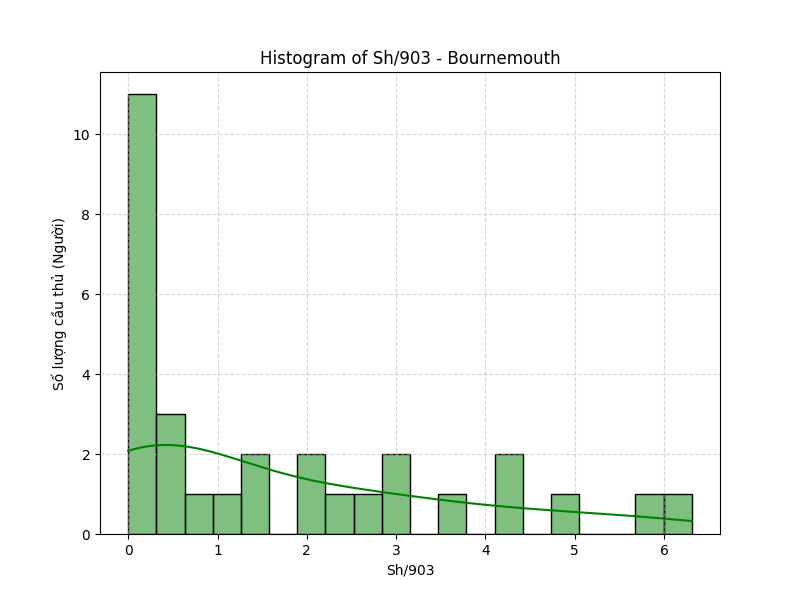 Histogram of Sh/903 - Bournemouth
10
8
6
4
2
0
Số lượng cầu thủ (Người)
0 1 2 3 4 5 6
Sh/903